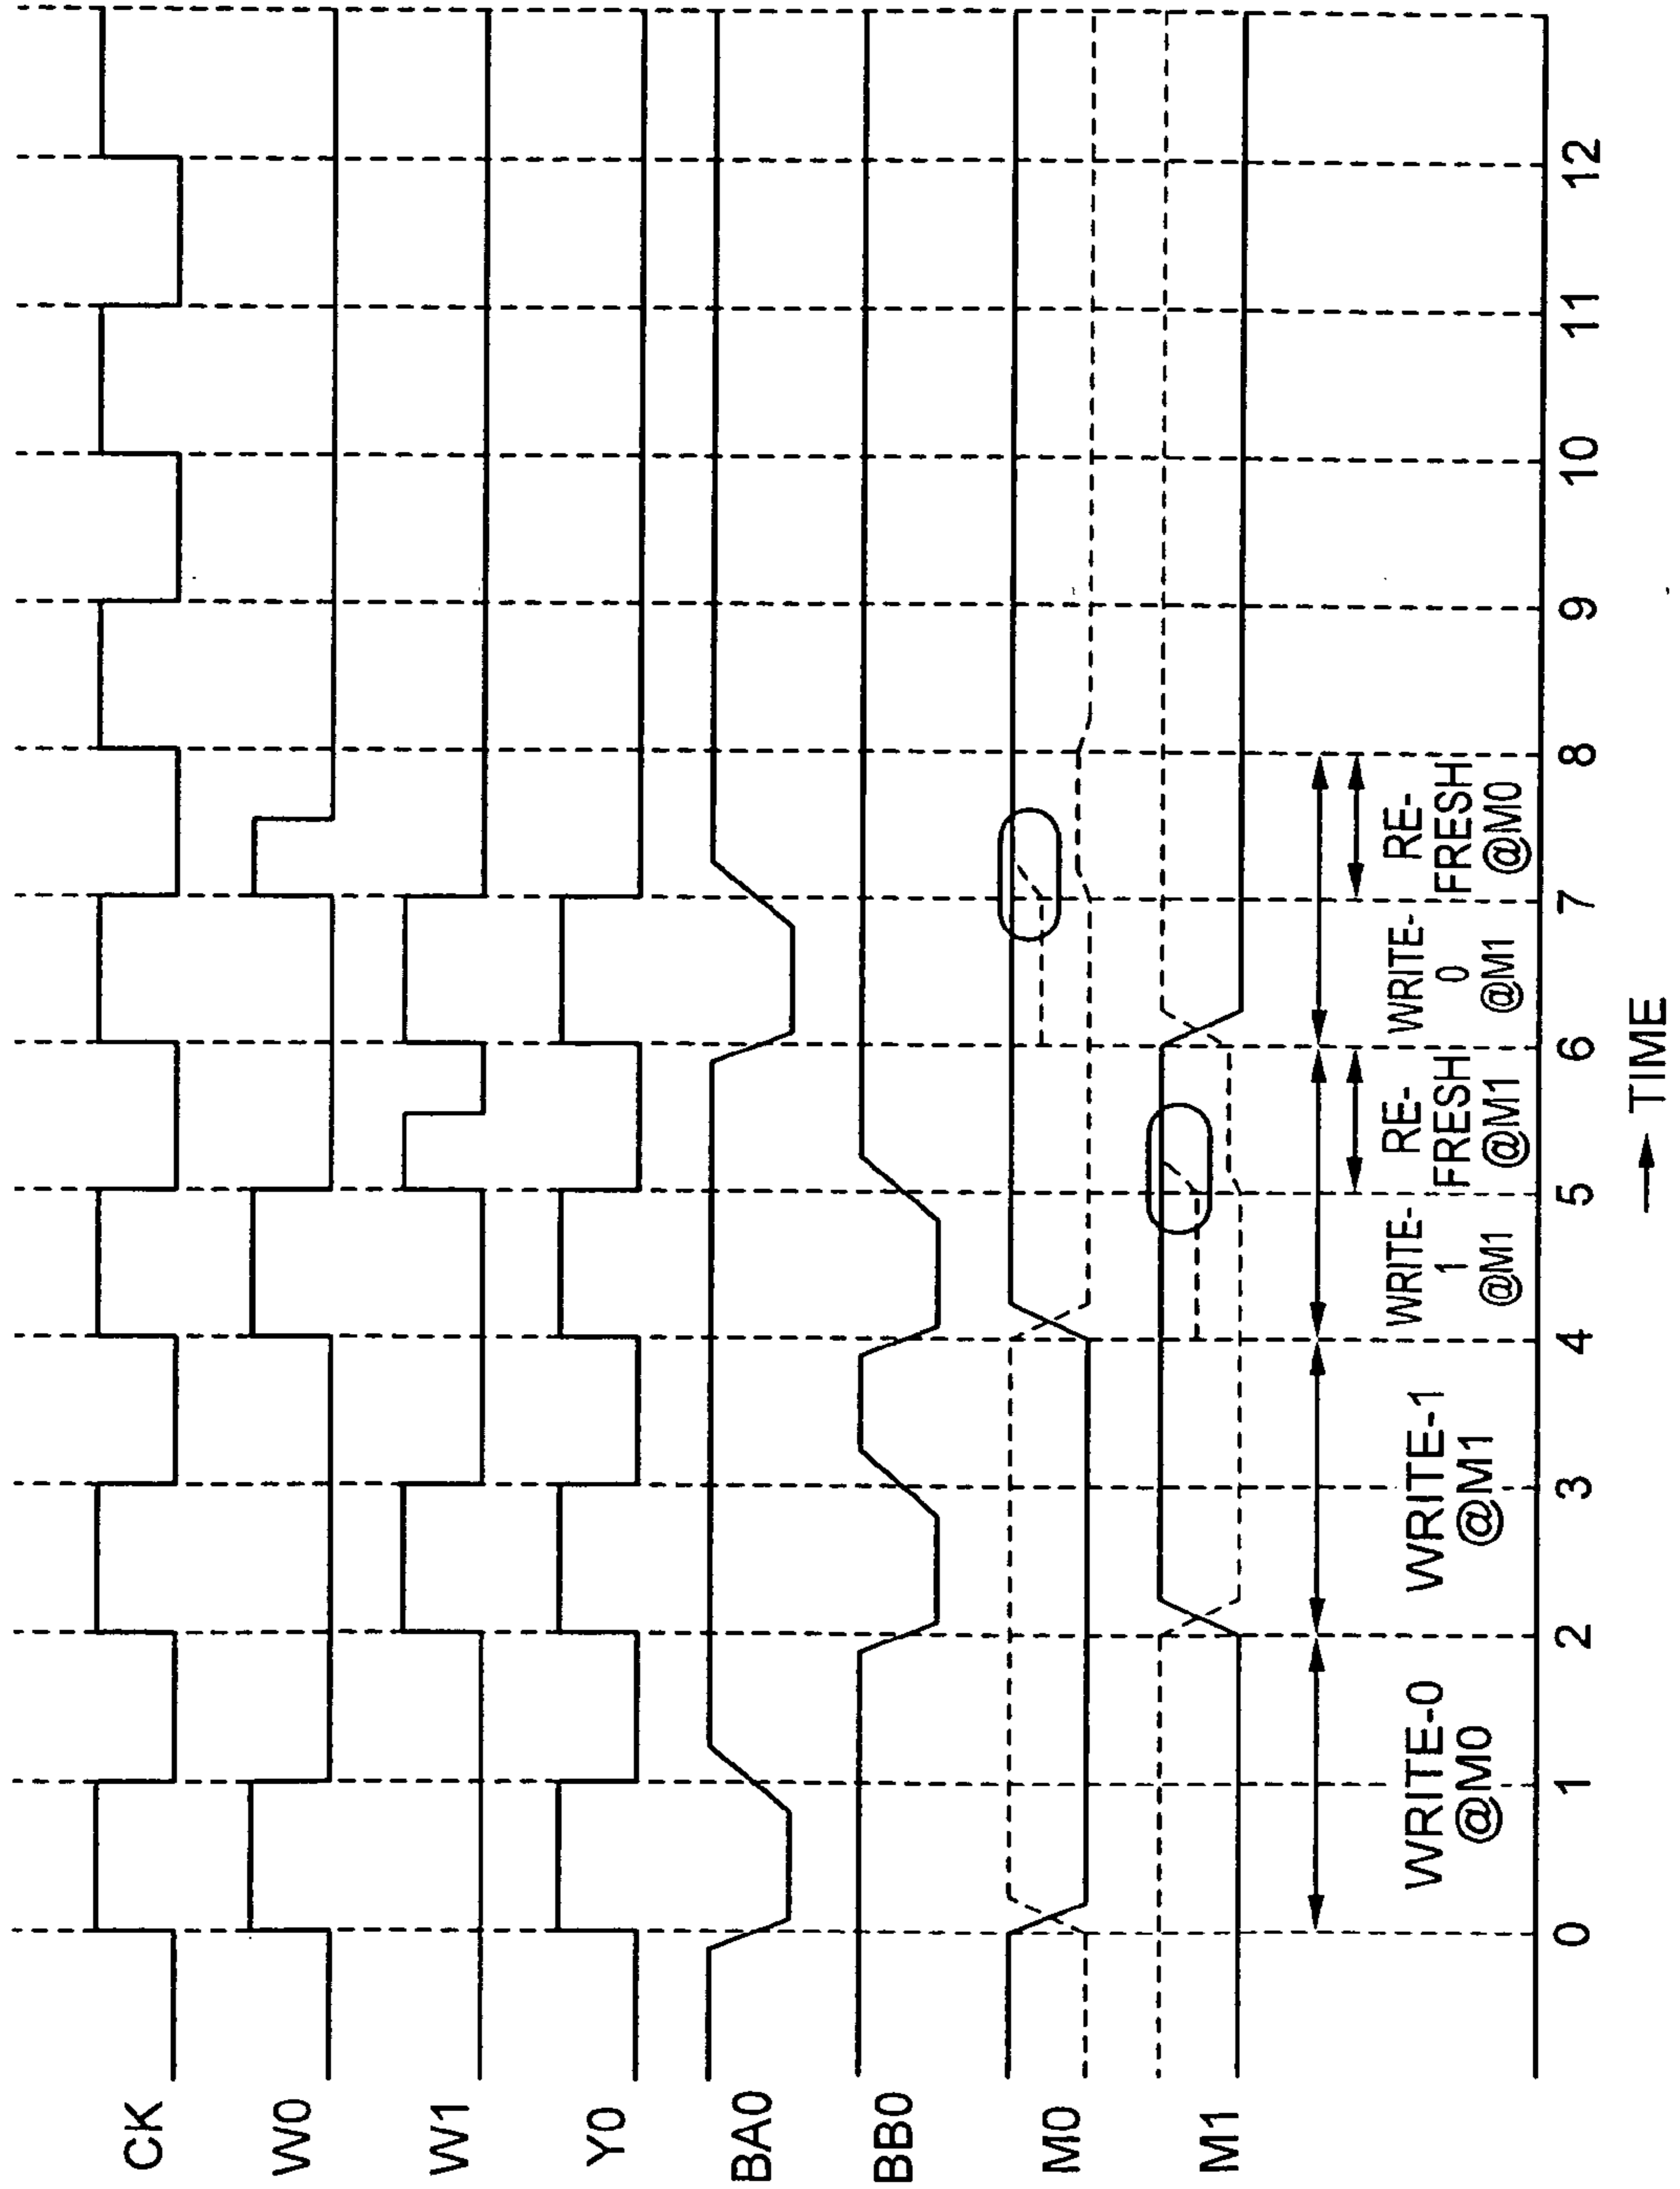 CK
W0
W1
Y0
BA0
BB0
M0
M1
WRITE-0
@M0
WRITE-1
@M1
WRITE-
1
@M1
RE-
FRESH
@M1
WRITE-
0
@M1
RE-
FRESH
@M0
0 1 2 3 4 5 6 7 8 9 10 11 12
TIME